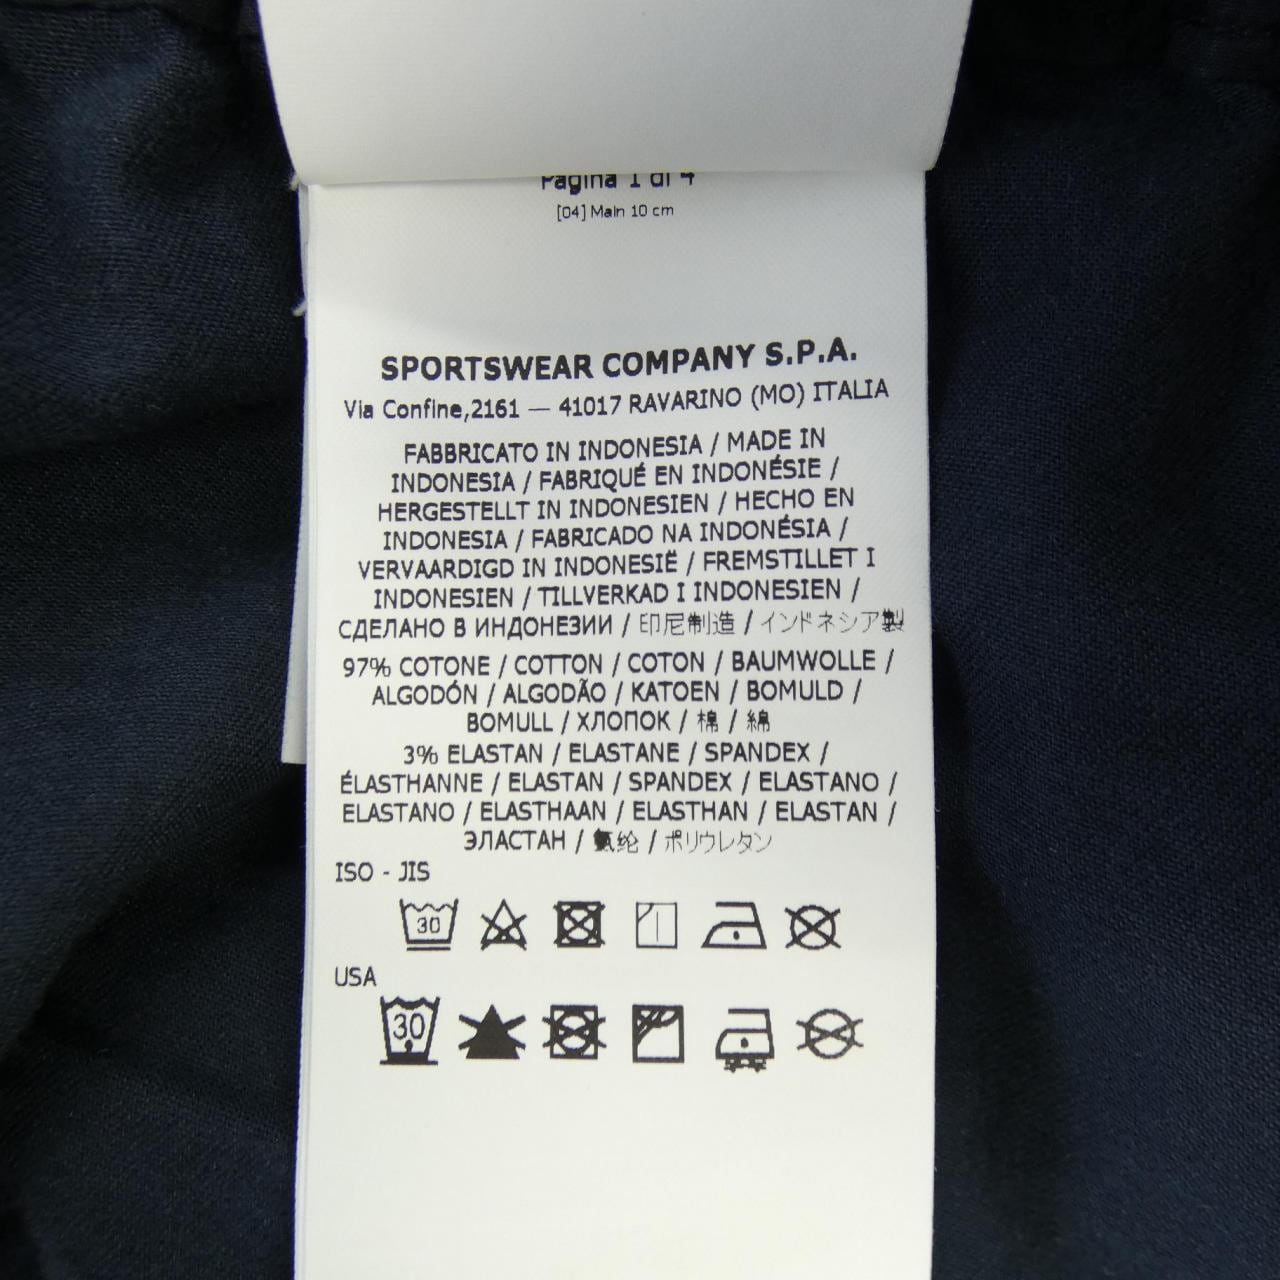 Pagina 1 di 4
[04] Main 10 cm
SPORTSWEAR COMPANY S.P.A.
Via Confine,2161 — 41017 RAVARINO (MO) ITALIA
FABBRICATO IN INDONESIA / MADE IN
INDONESIA / FABRIQUÉ EN INDONÉSIE /
HERGESTELLT IN INDONESIEN / HECHO EN
INDONESIA / FABRICADO NA INDONÉSIA /
VERVAARDIGD IN INDONESIË / FREMSTILLET I
INDONESIEN / TILLVERKAD I INDONESIEN /
СДЕЛАНО В ИНДОНЕЗИИ / 印尼制造 / インドネシア製
97% COTONE / COTTON / COTON / BAUMWOLLE /
ALGODÓN / ALGODÃO / KATOEN / BOMULD /
BOMULL / ХЛОПОК / 棉 / 綿
3% ELASTAN / ELASTANE / SPANDEX /
ÉLASTHANNE / ELASTAN / SPANDEX / ELASTANO /
ELASTANO / ELASTHAAN / ELASTHAN / ELASTAN /
ЭЛАСТАН / 氨纶 / ポリウレタン
ISO - JIS
30
USA
30